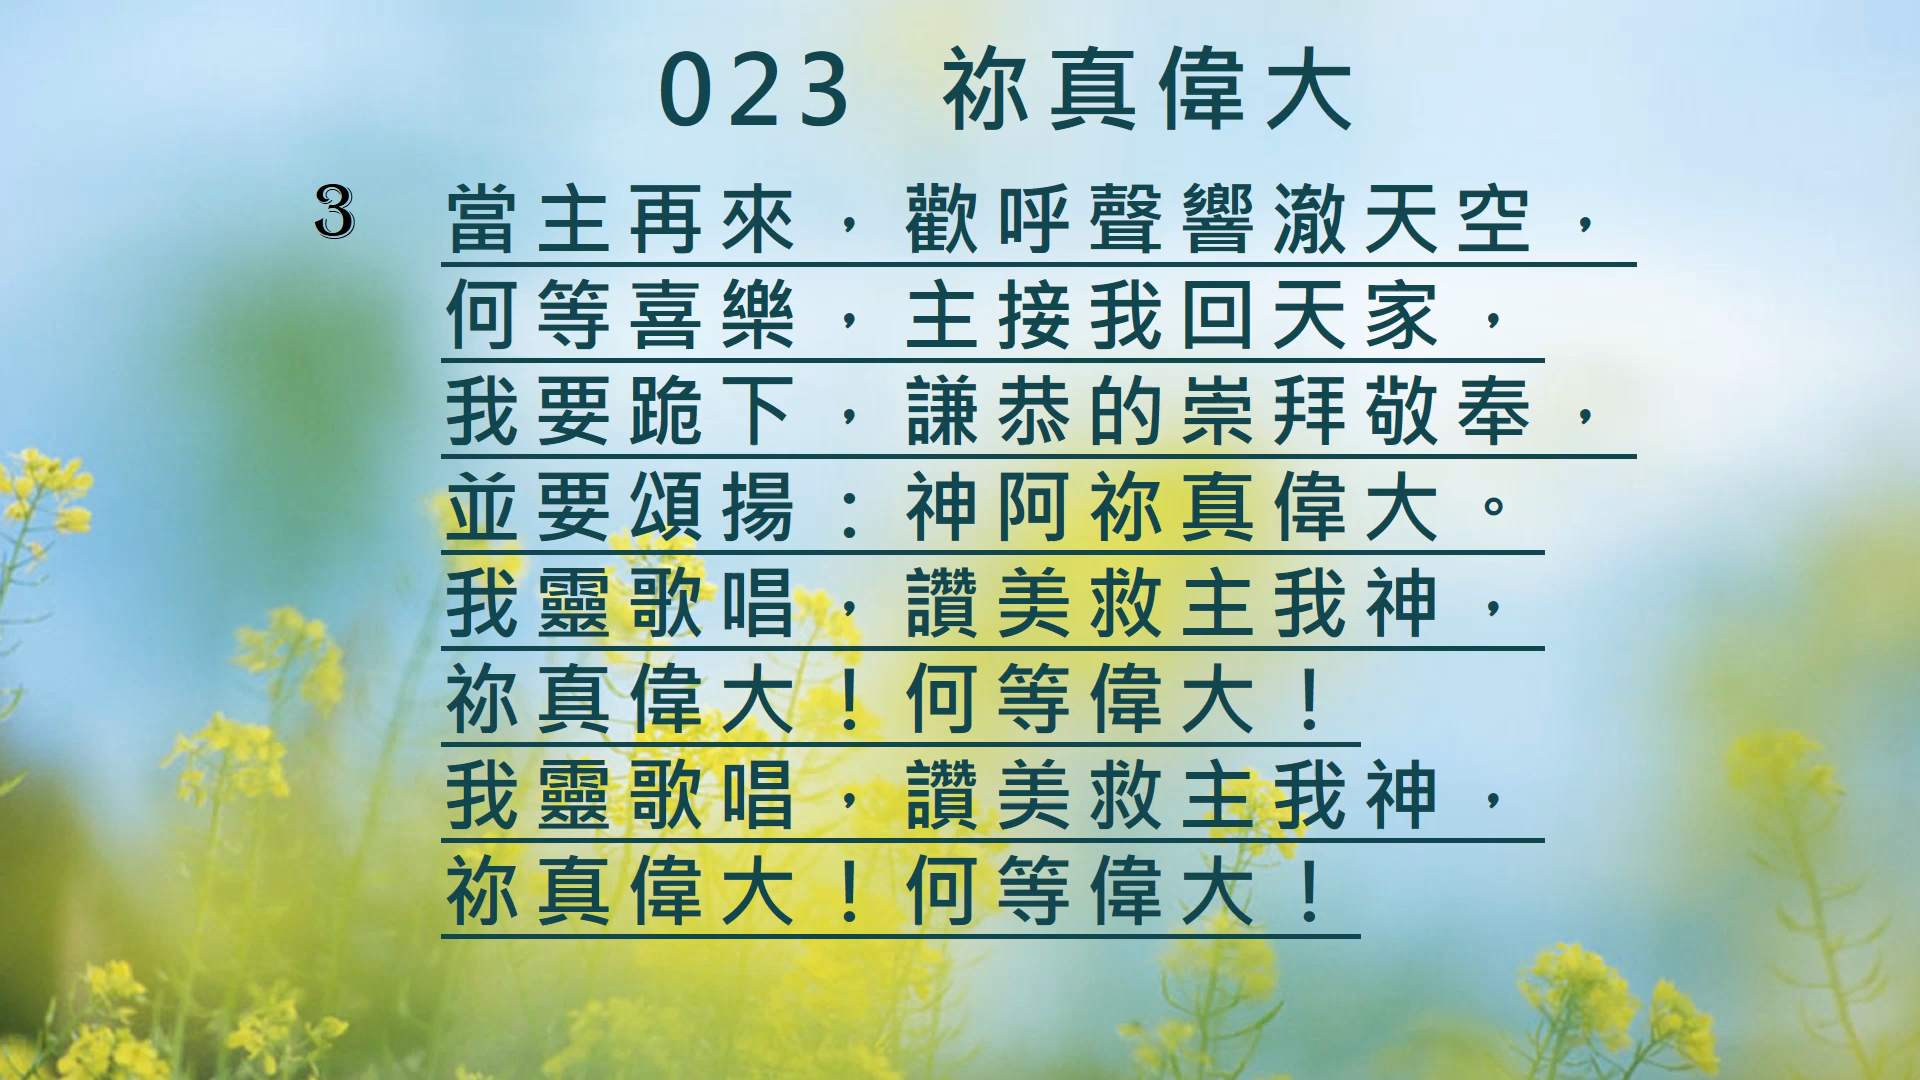 023 祢真偉大
3 當主再來，歡呼聲響澈天空，
何等喜樂，主接我回天家，
我要跪下，謙恭的崇拜敬奉，
並要頌揚：神阿祢真偉大。
我靈歌唱，讚美救主我神，
祢真偉大！何等偉大！
我靈歌唱，讚美救主我神，
祢真偉大！何等偉大！